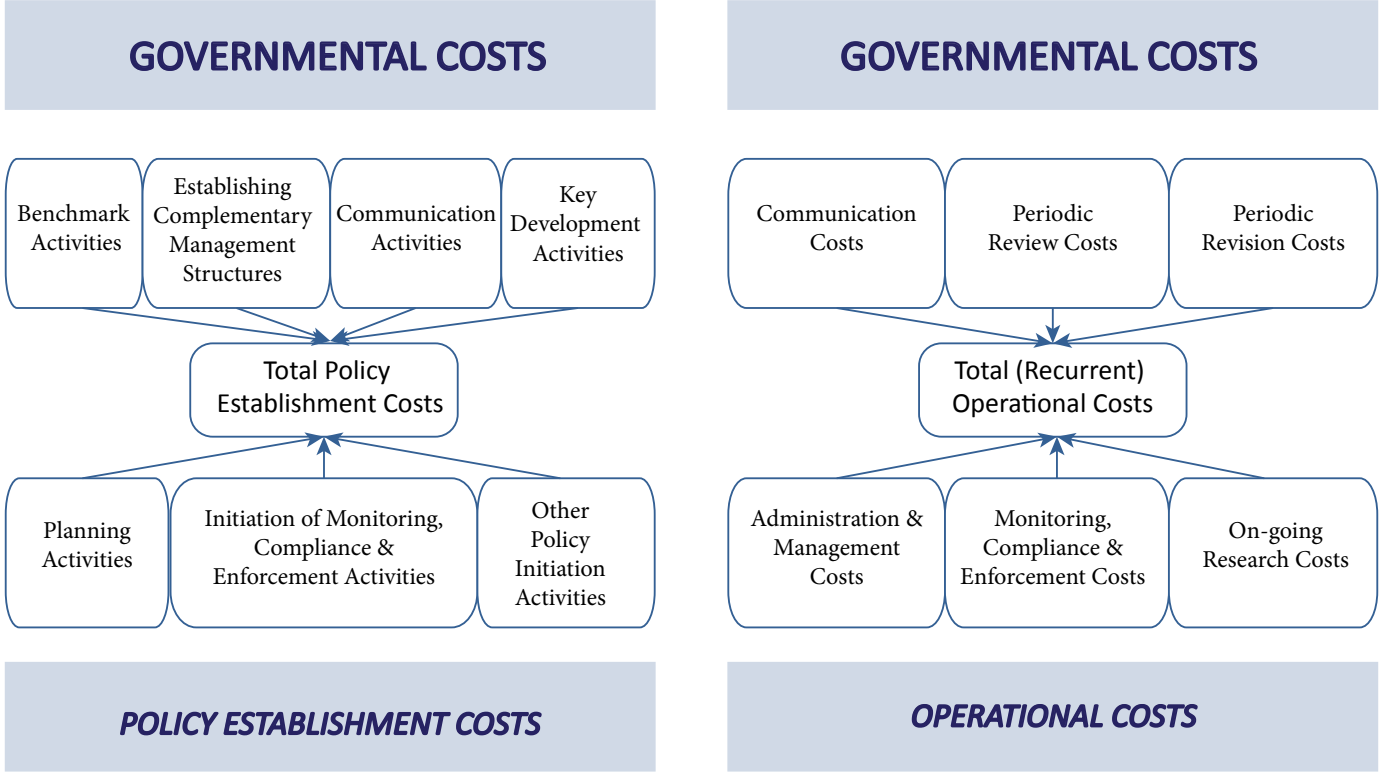 GOVERNMENTAL COSTS
Benchmark
Activities
Establishing
Complementary
Management
Structures
Communication
Activities
Key
Development
Activities
Total Policy
Establishment Costs
Planning
Activities
Initiation of Monitoring,
Compliance &
Enforcement Activities
Other
Policy
Initiation
Activities
POLICY ESTABLISHMENT COSTS
GOVERNMENTAL COSTS
Communication
Costs
Periodic
Review Costs
Periodic
Revision Costs
Total (Recurrent)
Operational Costs
Administration &
Management
Costs
Monitoring,
Compliance &
Enforcement Costs
On-going
Research Costs
OPERATIONAL COSTS